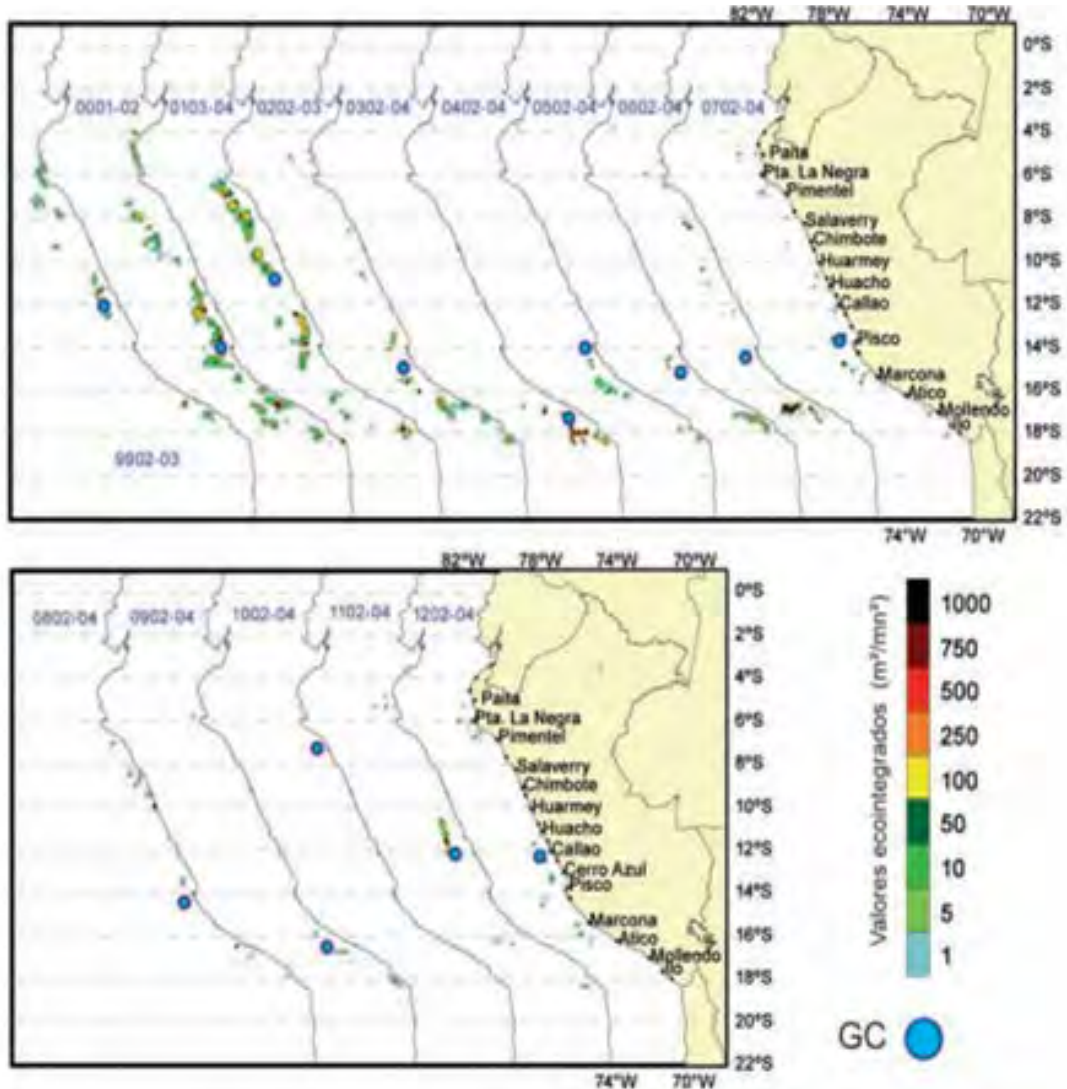 82°W 78°W 74°W 70°W
0°S
2°S
0001-02 0103-04 0202-03 0302-04 0402-04 0502-04 0602-04 0702-04
4°S
Paita
Pta. La Negra
6°S
Pimentel
8°S
Salaverry
Chimbote
10°S
Huarmey
Huacho
12°S
Callao
Pisco
14°S
Marcona
16°S
Atico
Mollendo
Ilo
18°S
9902-03
20°S
22°S
74°W 70°W
82°W 78°W 74°W 70°W
0°S
0802-04 0902-04 1002-04 1102-04 1202-04
2°S
4°S
Paita
Pta. La Negra
6°S
Pimentel
8°S
Salaverry
Chimbote
10°S
Huarmey
Huacho
12°S
Callao
Cerro Azul
Pisco
14°S
Marcona
16°S
Atico
Mollendo
Ilo
18°S
20°S
22°S
74°W 70°W
Valores ecointegrados (m²/mn²)
1000
750
500
250
100
50
10
5
1
GC